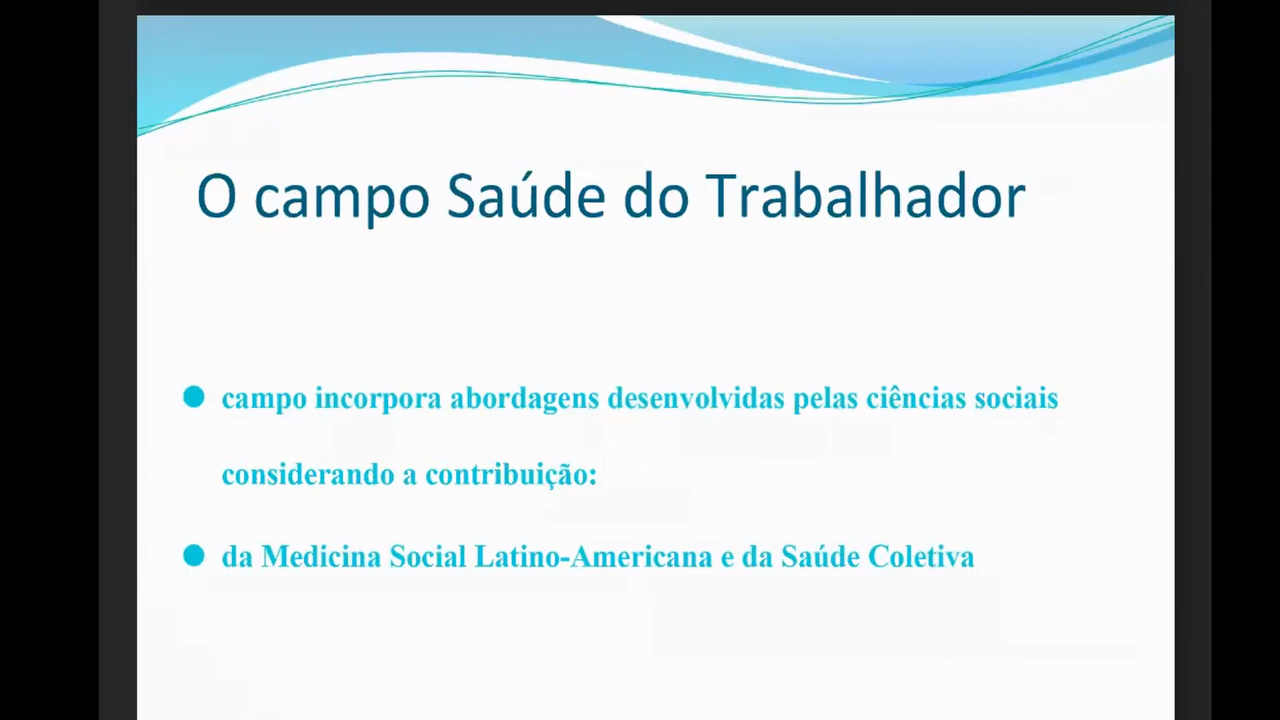 O campo Saúde do Trabalhador
campo incorpora abordagens desenvolvidas pelas ciências sociais
considerando a contribuição:
da Medicina Social Latino-Americana e da Saúde Coletiva